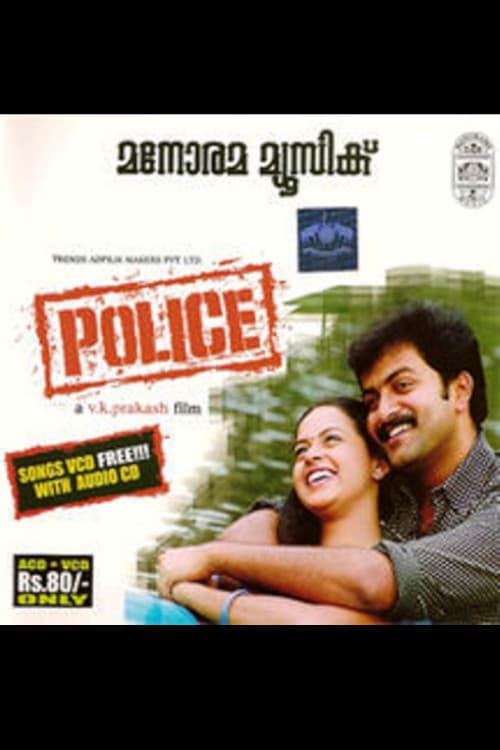 മനോരമ മ്യൂസിക്
TRENDS ADFILM MAKERS PVT. LTD.
POLICE
a v.k.prakash film
SONGS VCD FREE!!!
WITH AUDIO CD
ACD - VCD
Rs.80/-
ONLY